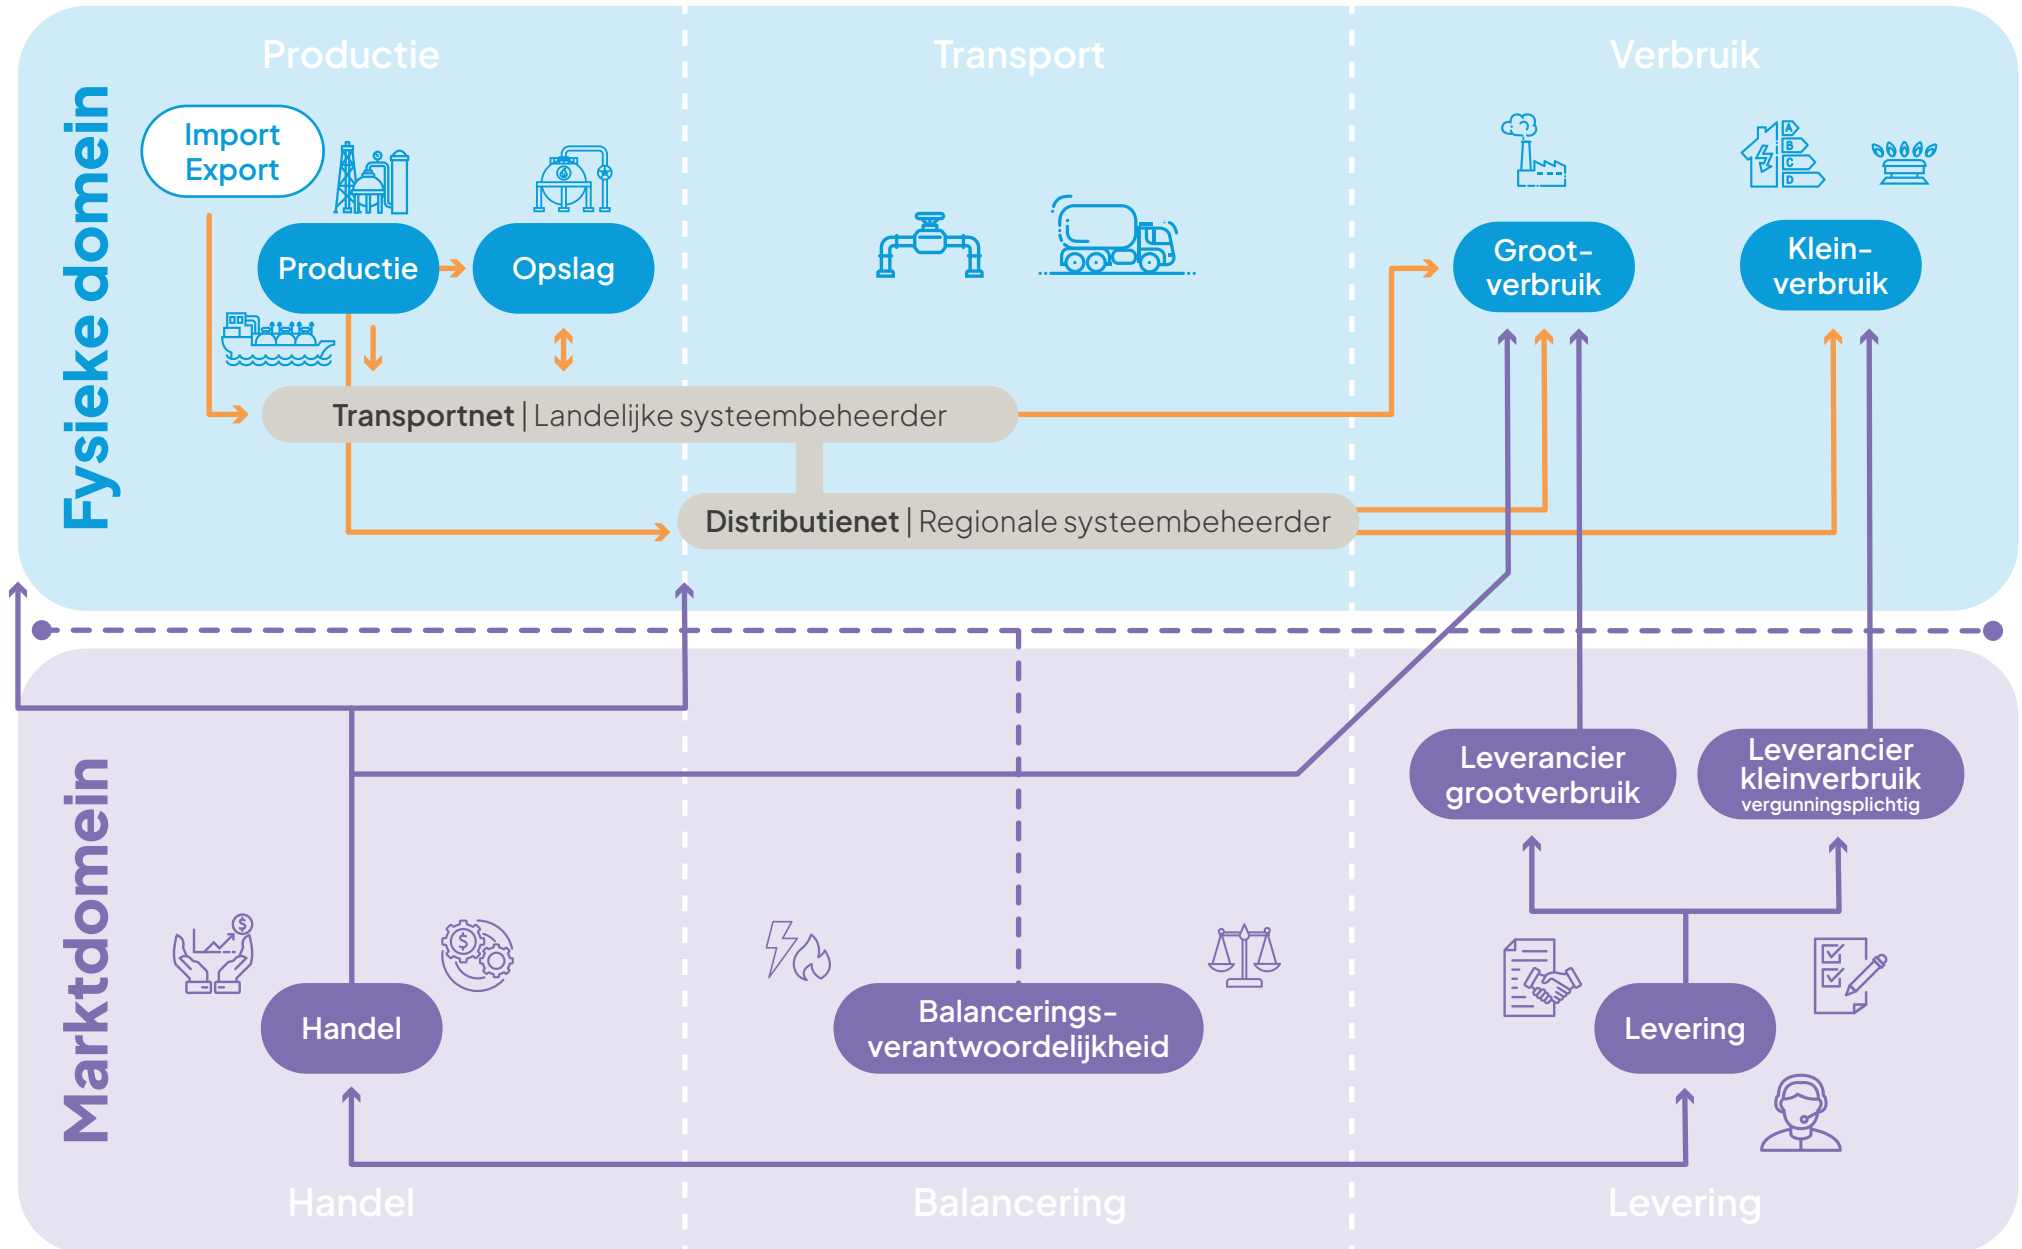 Productie
Transport
Verbruik
Fysieke domein
Import
Export
Productie
Opslag
Groot-
verbruik
Klein-
verbruik
A
B
C
D
Transportnet | Landelijke systeembeheerder
Distributienet | Regionale systeembeheerder
Marktdomein
Leverancier
grootverbruik
Leverancier
kleinverbruik
vergunningsplichtig
$
$
Handel
Balancerings-
verantwoordelijkheid
Levering
Handel
Balancering
Levering